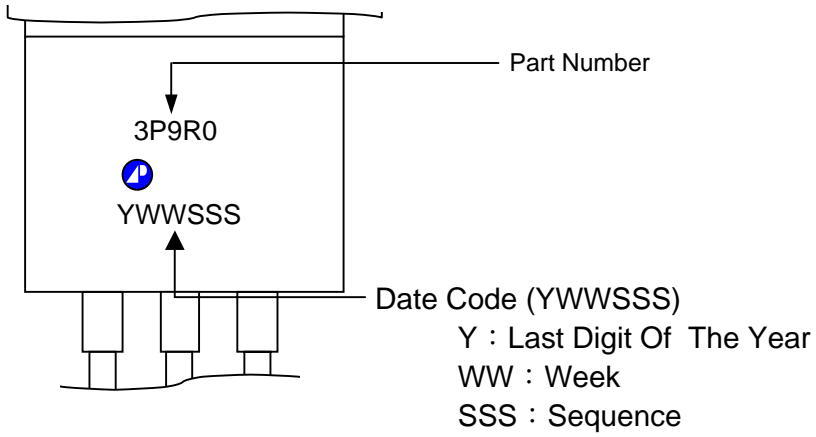 Part Number
3P9R0
YWWSSS
Date Code (YWWSSS)
Y：Last Digit Of The Year
WW：Week
SSS：Sequence